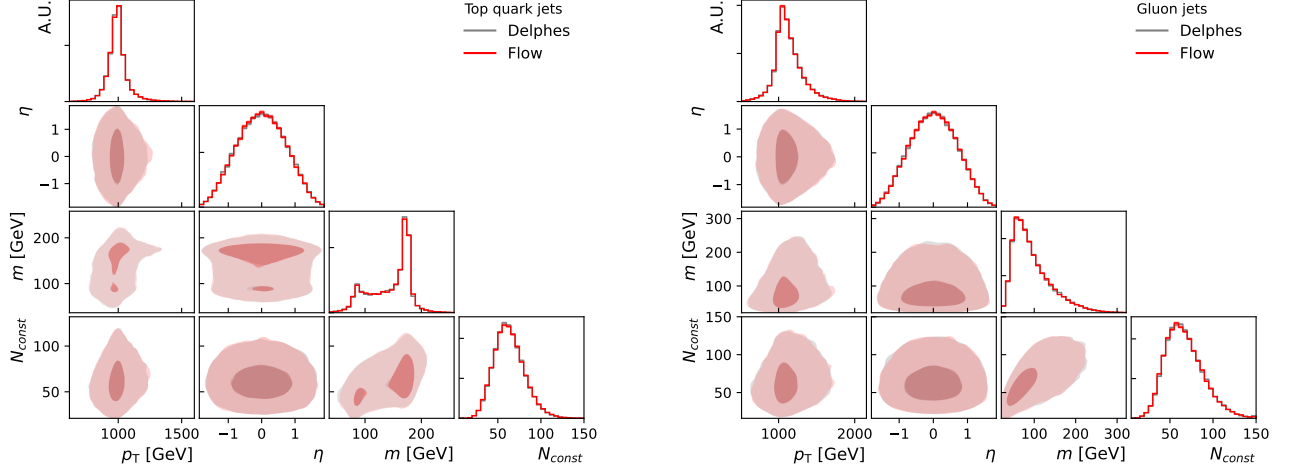 A.U.
Top quark jets
Delphes
Flow
η
1
0
−1
m [GeV]
200
100
N_const
100
50
1000 1500
p_T [GeV]
−1 0 1
η
100 200
m [GeV]
50 100 150
N_const
A.U.
Gluon jets
Delphes
Flow
η
1
0
−1
m [GeV]
300
200
100
N_const
150
100
50
1000 2000
p_T [GeV]
−1 0 1
η
100 200 300
m [GeV]
50 100 150
N_const